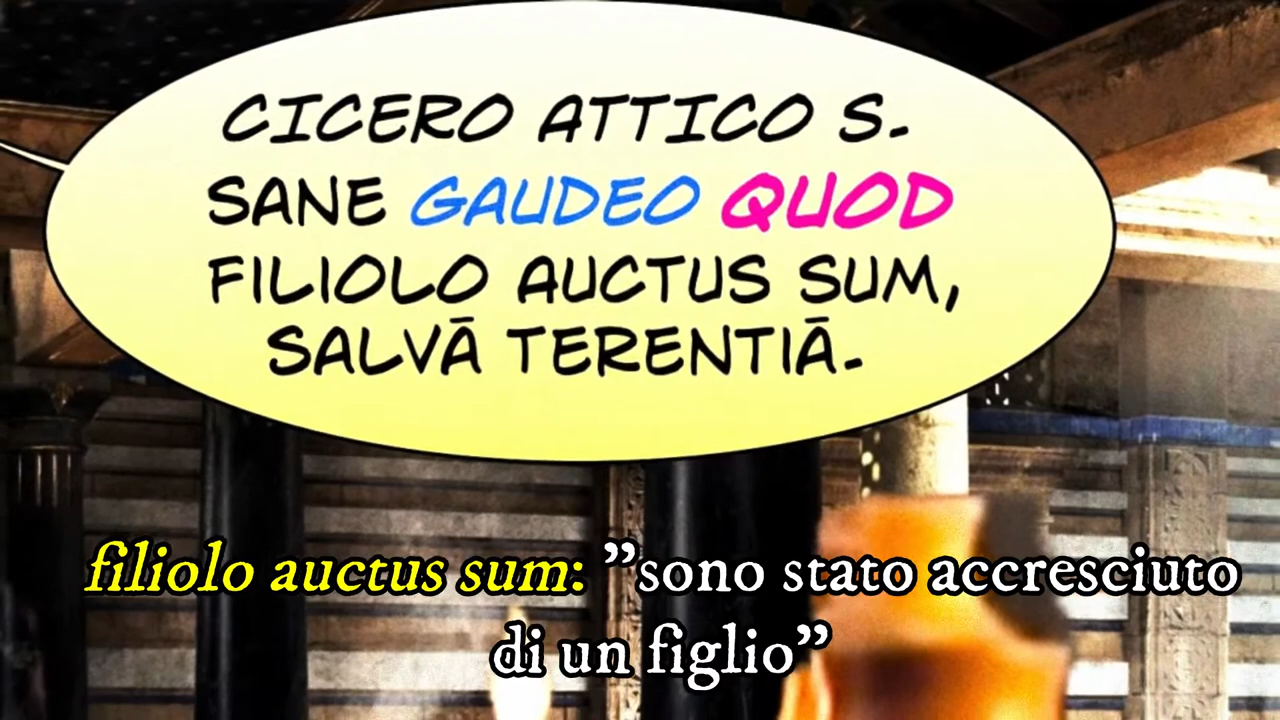 CICERO ATTICO S.
SANE GAUDEO QUOD
FILIOLO AUCTUS SUM,
SALVĀ TERENTIĀ.
filiolo auctus sum: ”sono stato accresciuto
di un figlio”